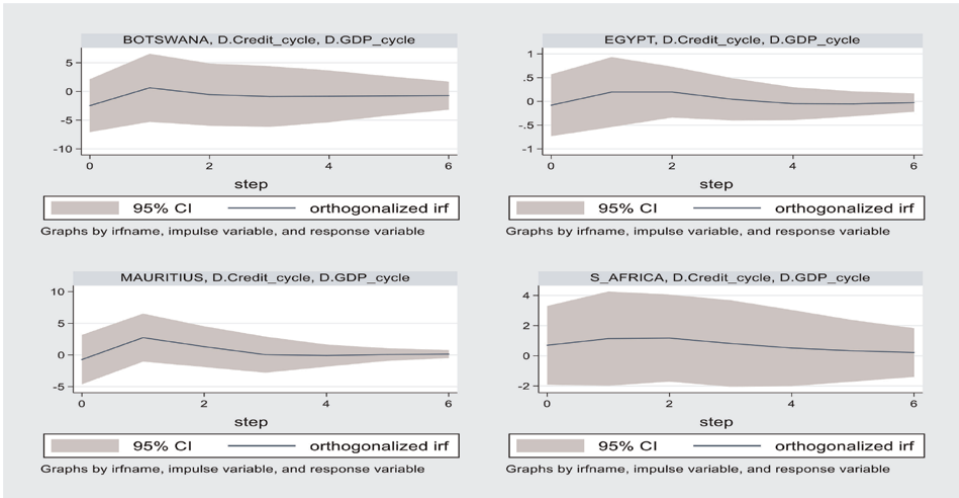 BOTSWANA, D.Credit_cycle, D.GDP_cycle
5
0
-5
-10
0 2 4 6
step
95% CI orthogonalized irf
Graphs by irfname, impulse variable, and response variable
EGYPT, D.Credit_cycle, D.GDP_cycle
1
.5
0
-.5
-1
0 2 4 6
step
95% CI orthogonalized irf
Graphs by irfname, impulse variable, and response variable
MAURITIUS, D.Credit_cycle, D.GDP_cycle
10
5
0
-5
0 2 4 6
step
95% CI orthogonalized irf
Graphs by irfname, impulse variable, and response variable
S_AFRICA, D.Credit_cycle, D.GDP_cycle
4
2
0
-2
0 2 4 6
step
95% CI orthogonalized irf
Graphs by irfname, impulse variable, and response variable